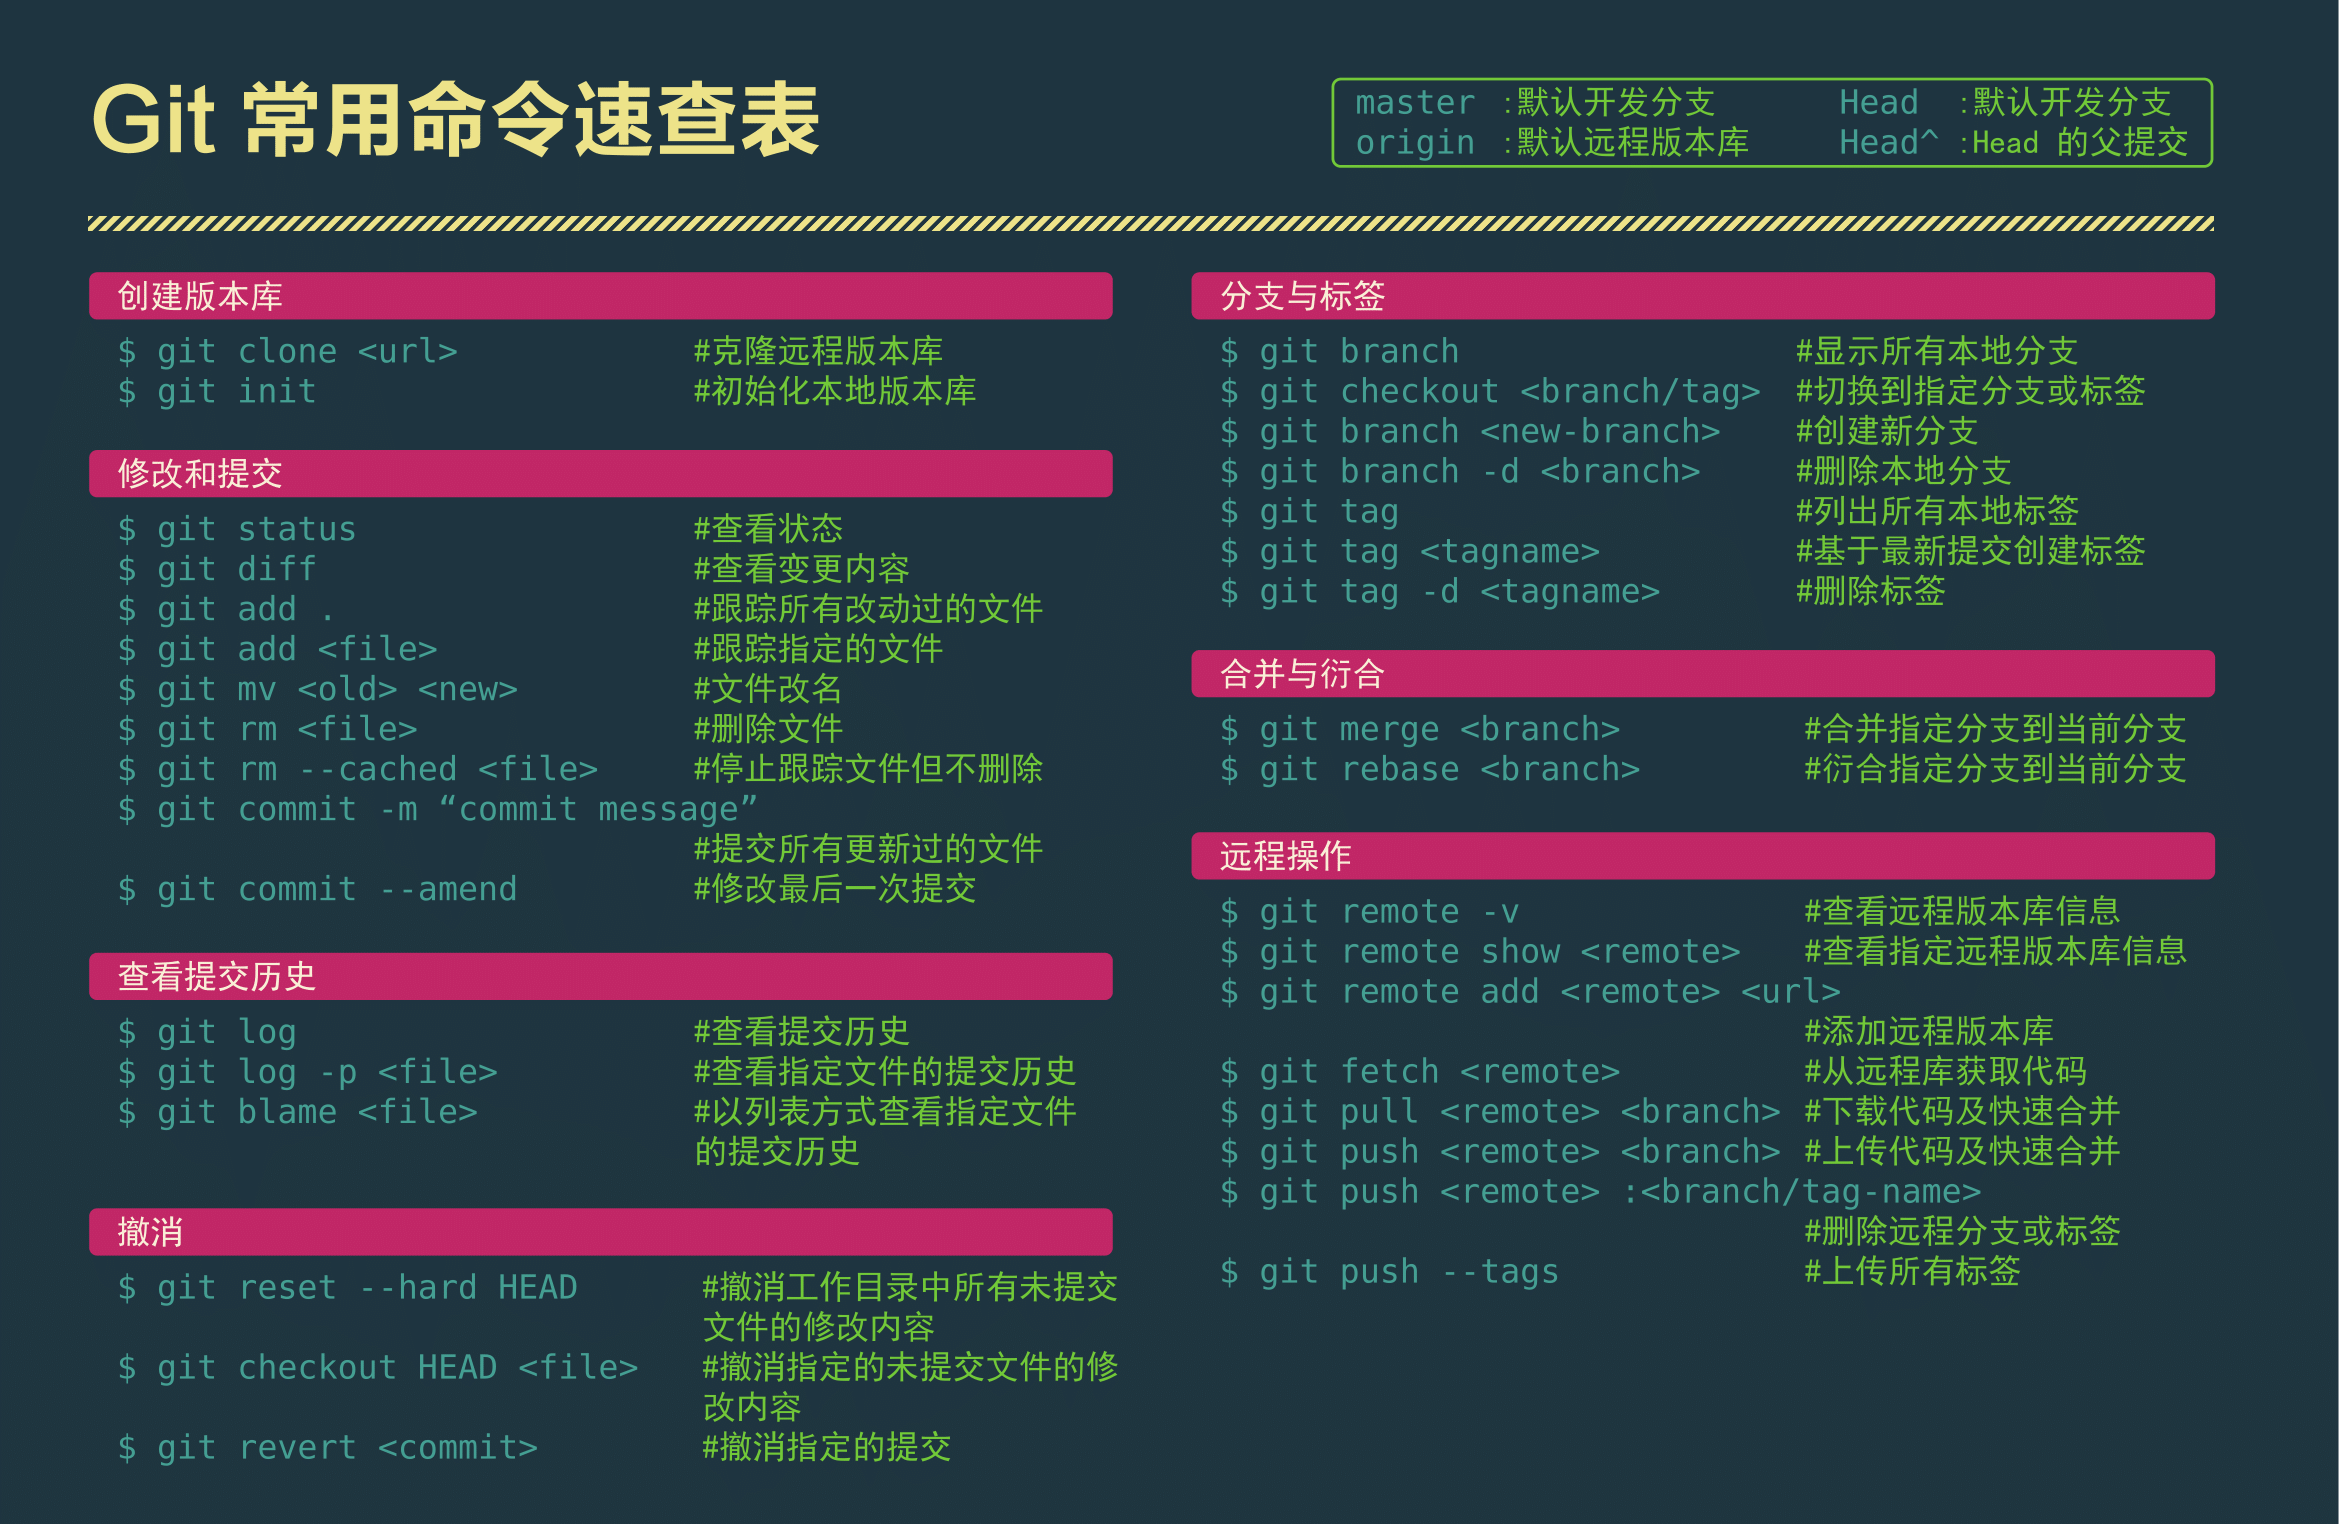 Git 常用命令速查表
master :默认开发分支 Head :默认开发分支
origin :默认远程版本库 Head^ :Head 的父提交
创建版本库
$ git clone <url> #克隆远程版本库
$ git init #初始化本地版本库
修改和提交
$ git status #查看状态
$ git diff #查看变更内容
$ git add . #跟踪所有改动过的文件
$ git add <file> #跟踪指定的文件
$ git mv <old> <new> #文件改名
$ git rm <file> #删除文件
$ git rm --cached <file> #停止跟踪文件但不删除
$ git commit -m “commit message”
#提交所有更新过的文件
$ git commit --amend #修改最后一次提交
查看提交历史
$ git log #查看提交历史
$ git log -p <file> #查看指定文件的提交历史
$ git blame <file> #以列表方式查看指定文件
的提交历史
撤消
$ git reset --hard HEAD #撤消工作目录中所有未提交
文件的修改内容
$ git checkout HEAD <file> #撤消指定的未提交文件的修
改内容
$ git revert <commit> #撤消指定的提交
分支与标签
$ git branch #显示所有本地分支
$ git checkout <branch/tag> #切换到指定分支或标签
$ git branch <new-branch> #创建新分支
$ git branch -d <branch> #删除本地分支
$ git tag #列出所有本地标签
$ git tag <tagname> #基于最新提交创建标签
$ git tag -d <tagname> #删除标签
合并与衍合
$ git merge <branch> #合并指定分支到当前分支
$ git rebase <branch> #衍合指定分支到当前分支
远程操作
$ git remote -v #查看远程版本库信息
$ git remote show <remote> #查看指定远程版本库信息
$ git remote add <remote> <url>
#添加远程版本库
$ git fetch <remote> #从远程库获取代码
$ git pull <remote> <branch> #下载代码及快速合并
$ git push <remote> <branch> #上传代码及快速合并
$ git push <remote> :<branch/tag-name>
#删除远程分支或标签
$ git push --tags #上传所有标签